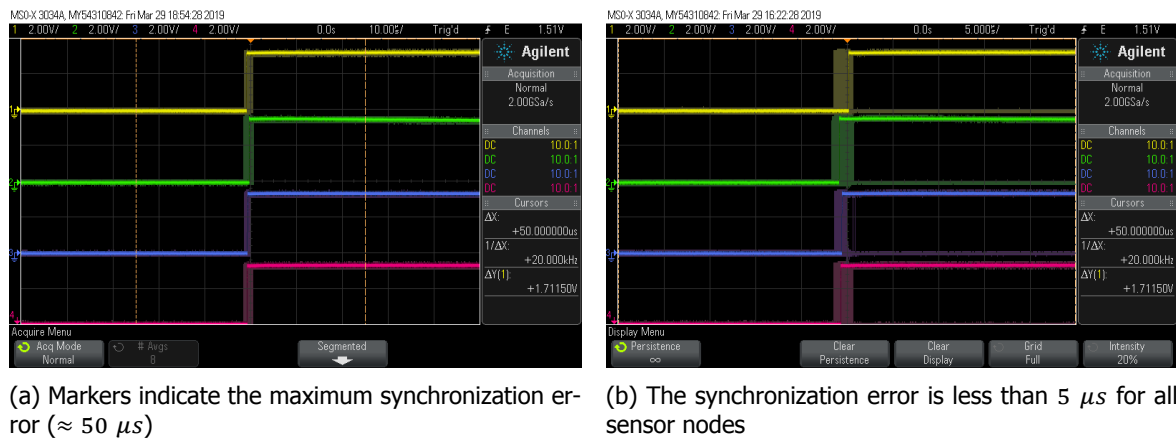 MSO-X 3034A, MY54310842: Fri Mar 29 18:54:28 2019
1 2.00V/ 2 2.00V/ 3 2.00V/ 4 2.00V/ 0.0s 10.00s/ Trig'd E 1.51V
Agilent
Acquisition
Normal
2.00GSa/s
Channels
DC 10.0:1
DC 10.0:1
DC 10.0:1
DC 10.0:1
Cursors
ΔX:
+50.000000us
1/ΔX:
+20.000kHz
ΔY(1):
+1.71150V
Acquire Menu
Acq Mode
Normal
# Avgs
8
Segmented
(a) Markers indicate the maximum synchronization er-
ror (≈ 50 μs)
MSO-X 3034A, MY54310842: Fri Mar 29 16:22:28 2019
1 2.00V/ 2 2.00V/ 3 2.00V/ 4 2.00V/ 0.0s 5.000s/ Trig'd E 1.51V
Agilent
Acquisition
Normal
2.00GSa/s
Channels
DC 10.0:1
DC 10.0:1
DC 10.0:1
DC 10.0:1
Cursors
ΔX:
+50.000000us
1/ΔX:
+20.000kHz
ΔY(1):
+1.71150V
Display Menu
Persistence
∞
Clear
Persistence
Clear
Display
Grid
Full
Intensity
20%
(b) The synchronization error is less than 5 μs for all
sensor nodes